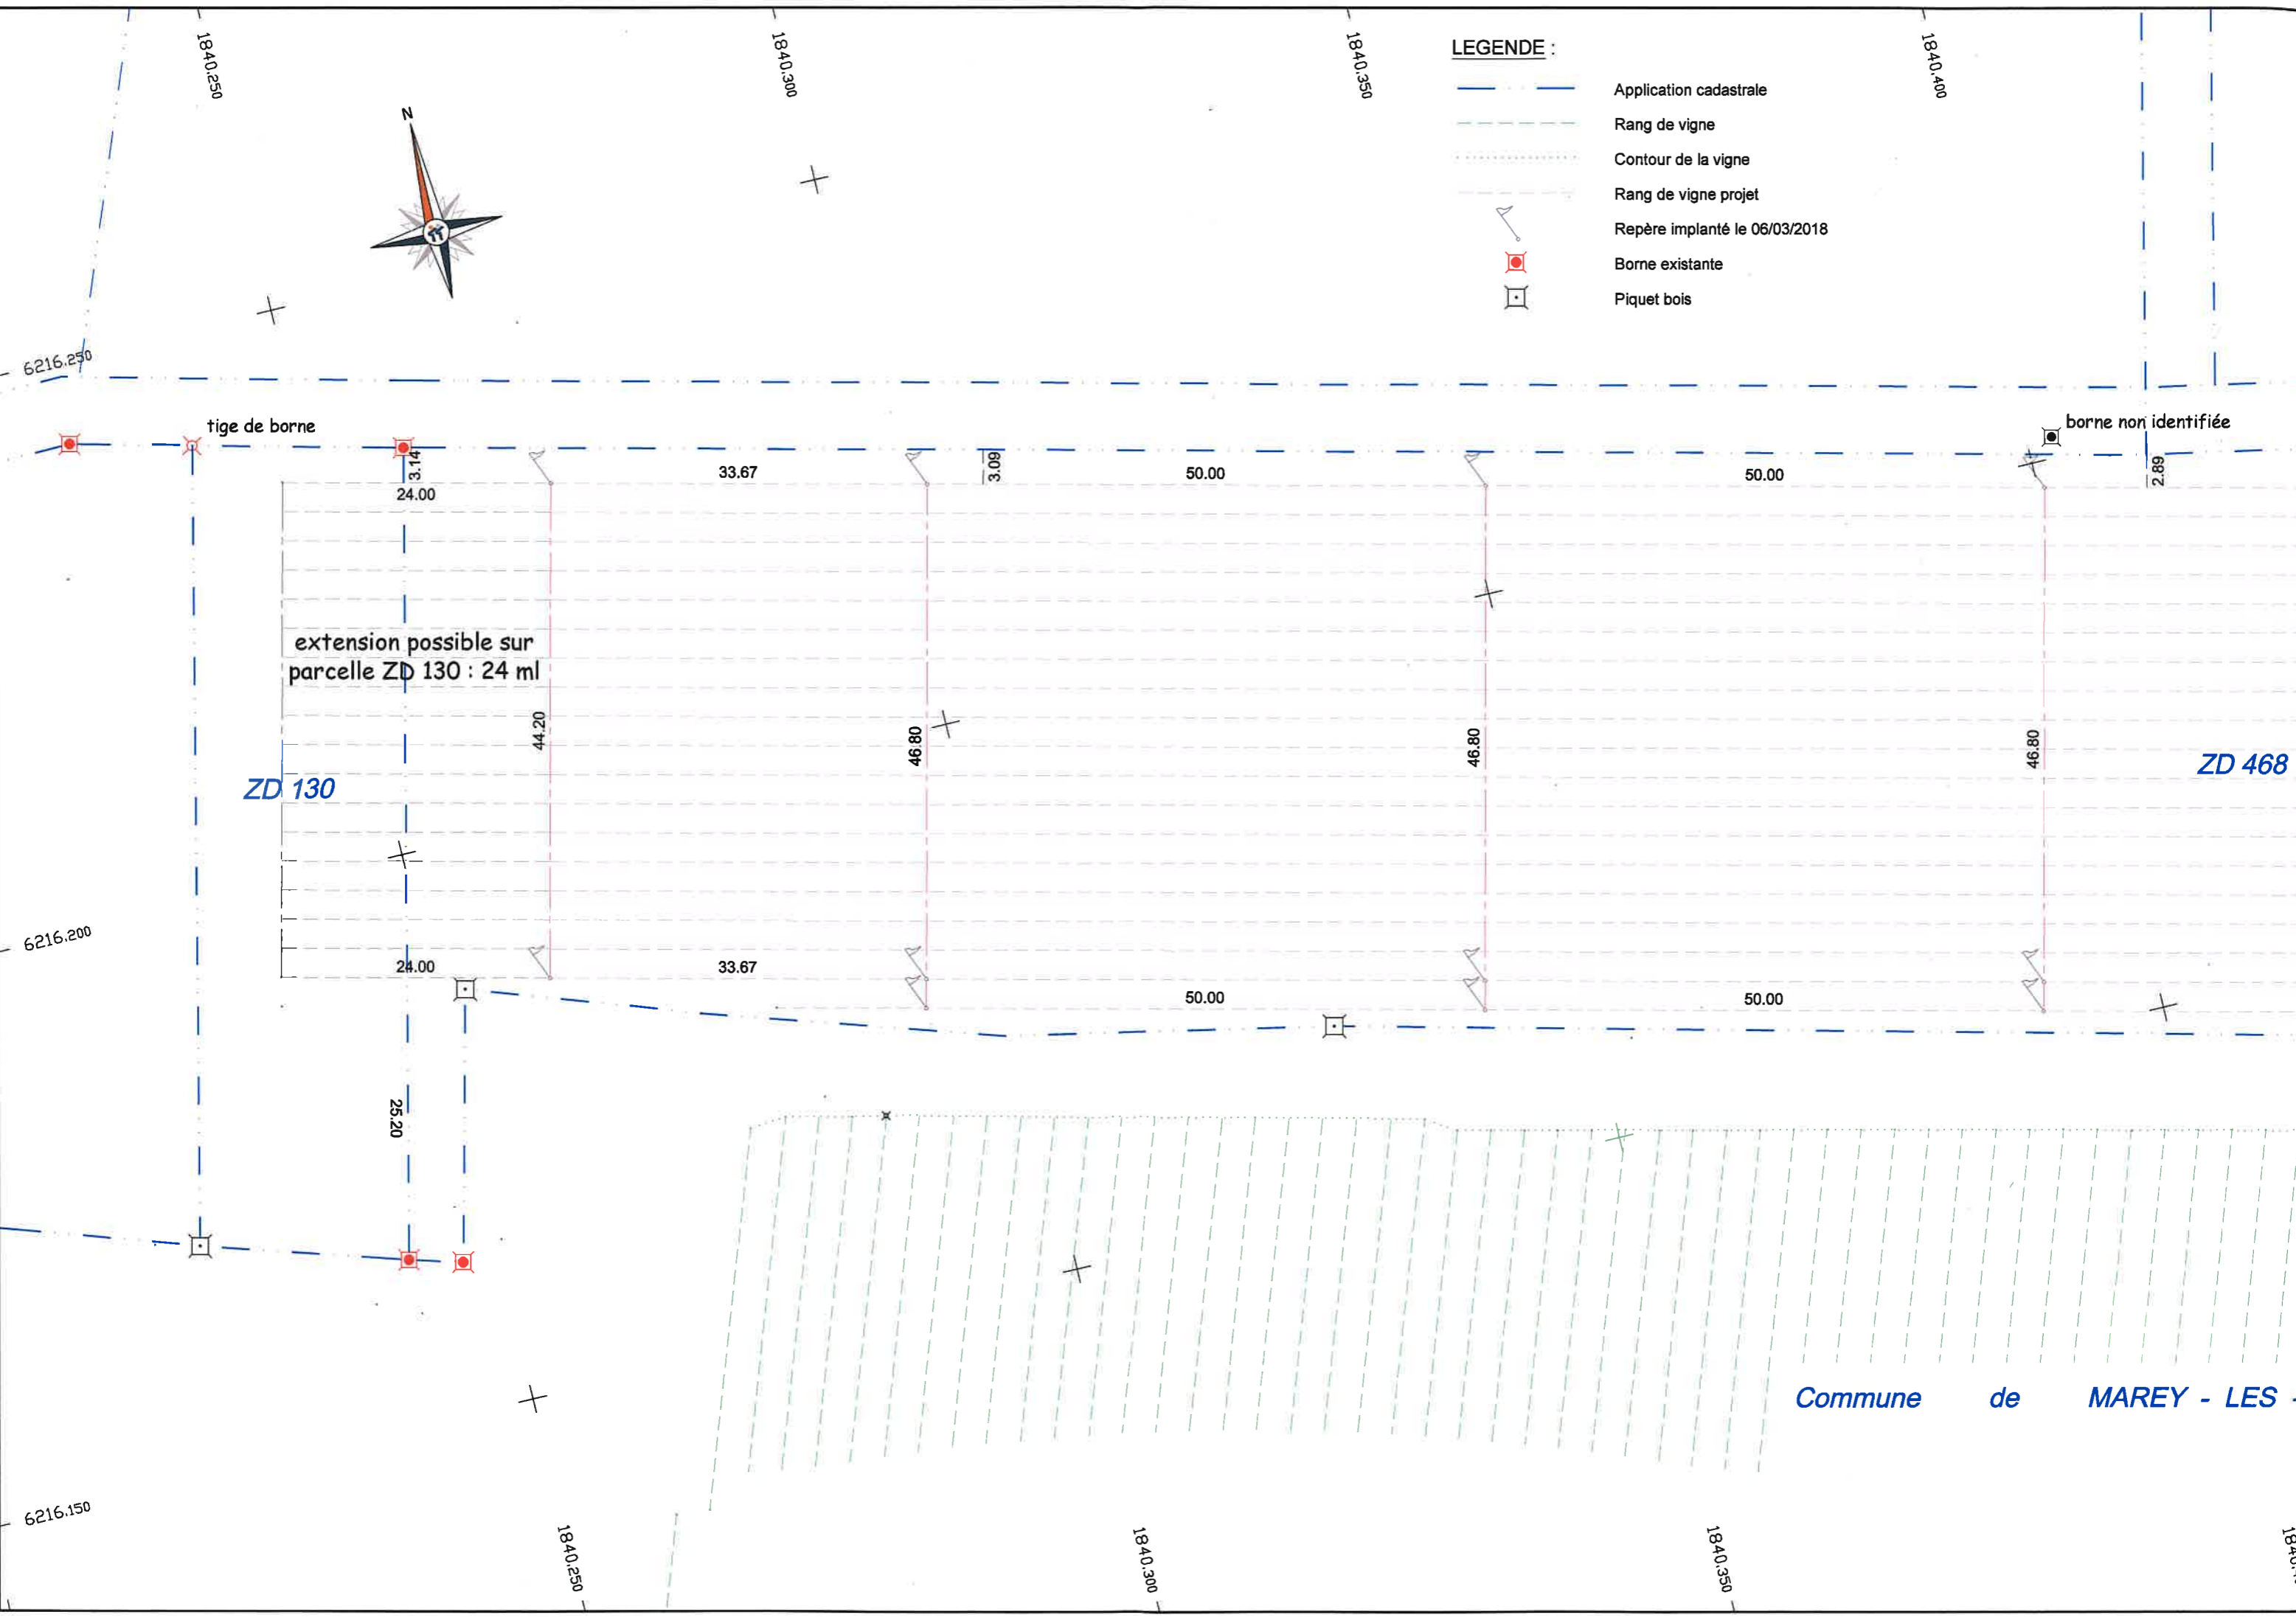 1840.250
1840.300
1840.350
1840.400
LEGENDE :
Application cadastrale
Rang de vigne
Contour de la vigne
Rang de vigne projet
Repère implanté le 06/03/2018
Borne existante
Piquet bois
N
6216.250
tige de borne
borne non identifiée
3.14
24.00
33.67
3.09
50.00
50.00
2.89
extension possible sur
parcelle ZD 130 : 24 ml
44.20
46.80
46.80
46.80
ZD 130
ZD 468
6216.200
24.00
33.67
50.00
50.00
25.20
Commune de MAREY - LES -
6216.150
1840.250
1840.300
1840.350